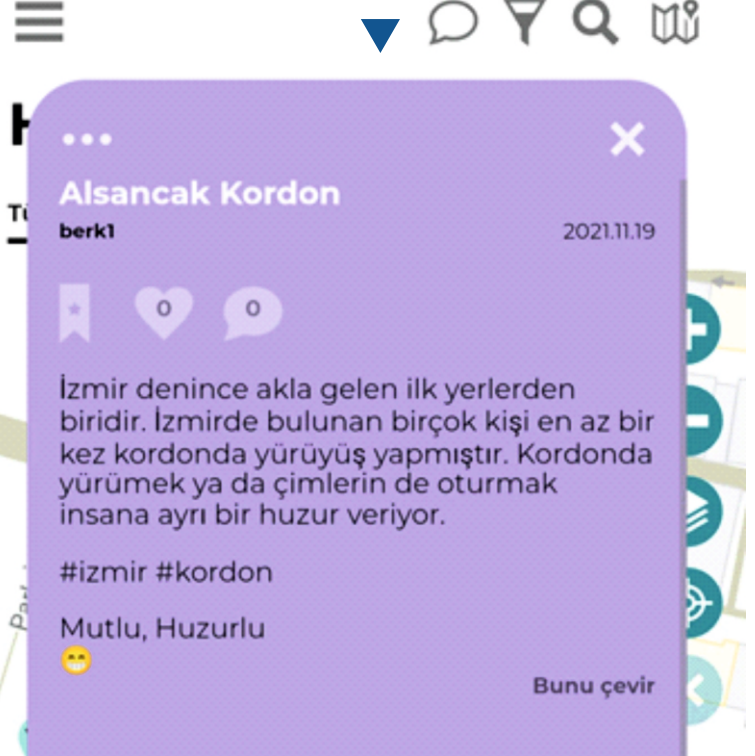 Alsancak Kordon
berk1
2021.11.19
0
0
İzmir denince akla gelen ilk yerlerden
biridir. İzmirde bulunan birçok kişi en az bir
kez kordonda yürüyüş yapmıştır. Kordonda
yürümek ya da çimlerin de oturmak
insana ayrı bir huzur veriyor.
#izmir #kordon
Mutlu, Huzurlu
😁
Bunu çevir